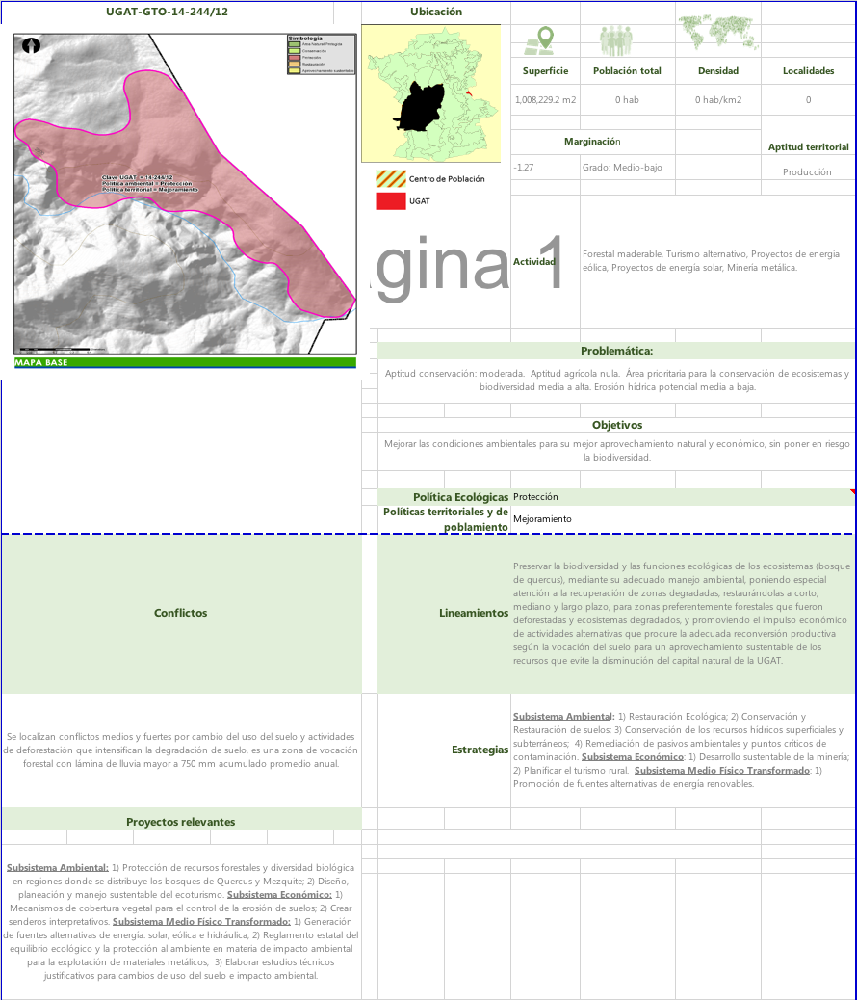 UGAT-GTO-14-244/12
Ubicación
Simbología
Área Natural Protegida
Conservación
Protección
Restauración
Aprovechamiento sustentable
Clave UGAT = 14-244/12
Política ambiental = Protección
Política territorial = Mejoramiento
MAPA BASE
Centro de Población
UGAT
Superficie Población total Densidad Localidades
1,008,229.2 m2 0 hab 0 hab/km2 0
Marginación
Aptitud territorial
-1.27 Grado: Medio-bajo
Producción
gina 1
Actividad
Forestal maderable, Turismo alternativo, Proyectos de energía
eólica, Proyectos de energía solar, Minería metálica.
Problemática:
Aptitud conservación: moderada. Aptitud agrícola nula. Área prioritaria para la conservación de ecosistemas y
biodiversidad media a alta. Erosión hídrica potencial media a baja.
Objetivos
Mejorar las condiciones ambientales para su mejor aprovechamiento natural y económico, sin poner en riesgo
la biodiversidad.
Política Ecológicas Protección
Políticas territoriales y de
poblamiento
Mejoramiento
Conflictos
Lineamientos
Preservar la biodiversidad y las funciones ecológicas de los ecosistemas (bosque
de quercus), mediante su adecuado manejo ambiental, poniendo especial
atención a la recuperación de zonas degradadas, restaurándolas a corto,
mediano y largo plazo, para zonas preferentemente forestales que fueron
deforestadas y ecosistemas degradados, y promoviendo el impulso económico
de actividades alternativas que procure la adecuada reconversión productiva
según la vocación del suelo para un aprovechamiento sustentable de los
recursos que evite la disminución del capital natural de la UGAT.
Se localizan conflictos medios y fuertes por cambio del uso del suelo y actividades
de deforestación que intensifican la degradación de suelo, es una zona de vocación
forestal con lámina de lluvia mayor a 750 mm acumulado promedio anual.
Estrategias
Subsistema Ambiental: 1) Restauración Ecológica; 2) Conservación y
Restauración de suelos; 3) Conservación de los recursos hídricos superficiales y
subterráneos; 4) Remediación de pasivos ambientales y puntos críticos de
contaminación. Subsistema Económico: 1) Desarrollo sustentable de la minería;
2) Planificar el turismo rural. Subsistema Medio Físico Transformado: 1)
Promoción de fuentes alternativas de energía renovables.
Proyectos relevantes
Subsistema Ambiental: 1) Protección de recursos forestales y diversidad biológica
en regiones donde se distribuye los bosques de Quercus y Mezquite; 2) Diseño,
planeación y manejo sustentable del ecoturismo. Subsistema Económico: 1)
Mecanismos de cobertura vegetal para el control de la erosión de suelos; 2) Crear
senderos interpretativos. Subsistema Medio Físico Transformado: 1) Generación
de fuentes alternativas de energía: solar, eólica e hidráulica; 2) Reglamento estatal del
equilibrio ecológico y la protección al ambiente en materia de impacto ambiental
para la explotación de materiales metálicos; 3) Elaborar estudios técnicos
justificativos para cambios de uso del suelo e impacto ambiental.